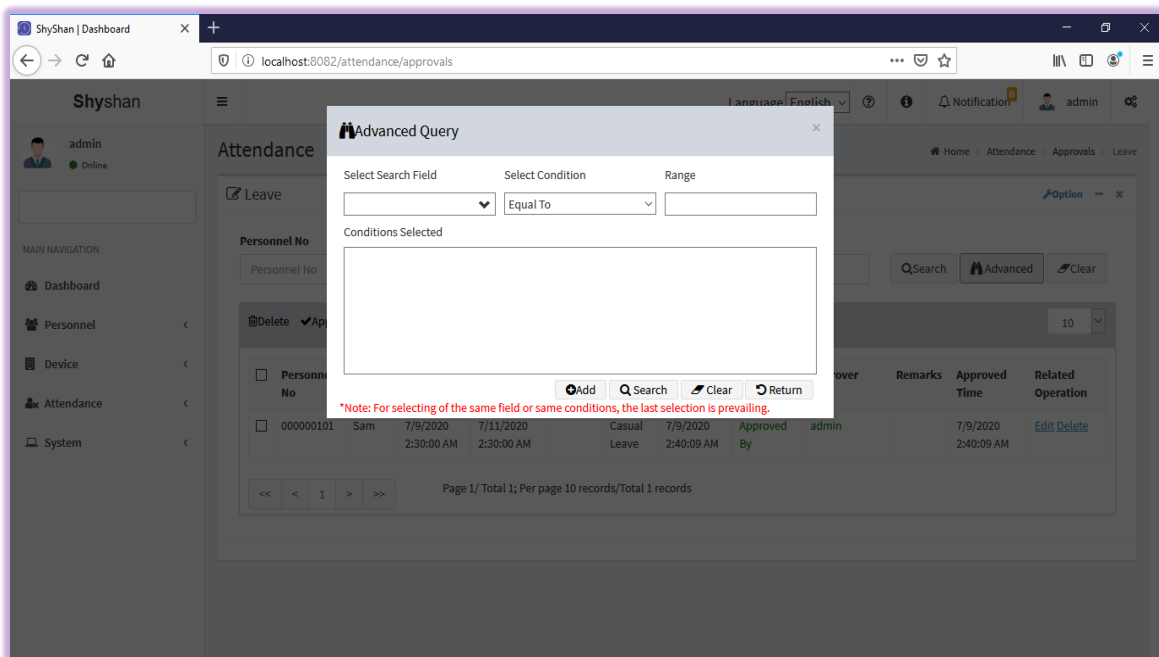 ShyShan | Dashboard
localhost:8082/attendance/approvals
Shyshan
Language English
Notification 0
admin
admin
Online
MAIN NAVIGATION
Dashboard
Personnel
Device
Attendance
System
Attendance
Home > Attendance > Approvals > Leave
Leave
Option
Personnel No
Personnel No
Search Advanced Clear
Advanced Query
Select Search Field Select Condition Range
Equal To
Conditions Selected
Add Search Clear Return
*Note: For selecting of the same field or same conditions, the last selection is prevailing.
Delete
10
No
Remarks Approved Related
Time Operation
000000101 Sam 7/9/2020 7/11/2020 Casual 7/9/2020 Approved admin 7/9/2020 Edit Delete
2:30:00 AM 2:30:00 AM Leave 2:40:09 AM By 2:40:09 AM
<< < 1 > >>
Page 1/ Total 1; Per page 10 records/Total 1 records